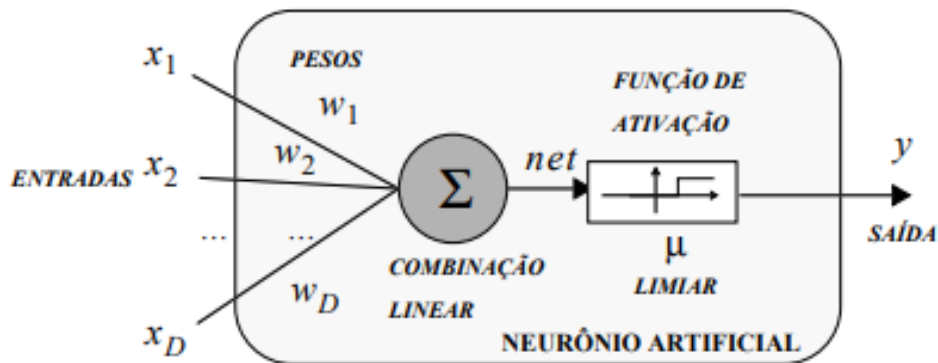 x1
PESOS
w1
FUNÇÃO DE
ATIVAÇÃO
ENTRADAS x2
w2
Σ
net
y
... ...
μ
SAÍDA
COMBINAÇÃO
LINEAR
LIMIAR
wD
xD
NEURÔNIO ARTIFICIAL